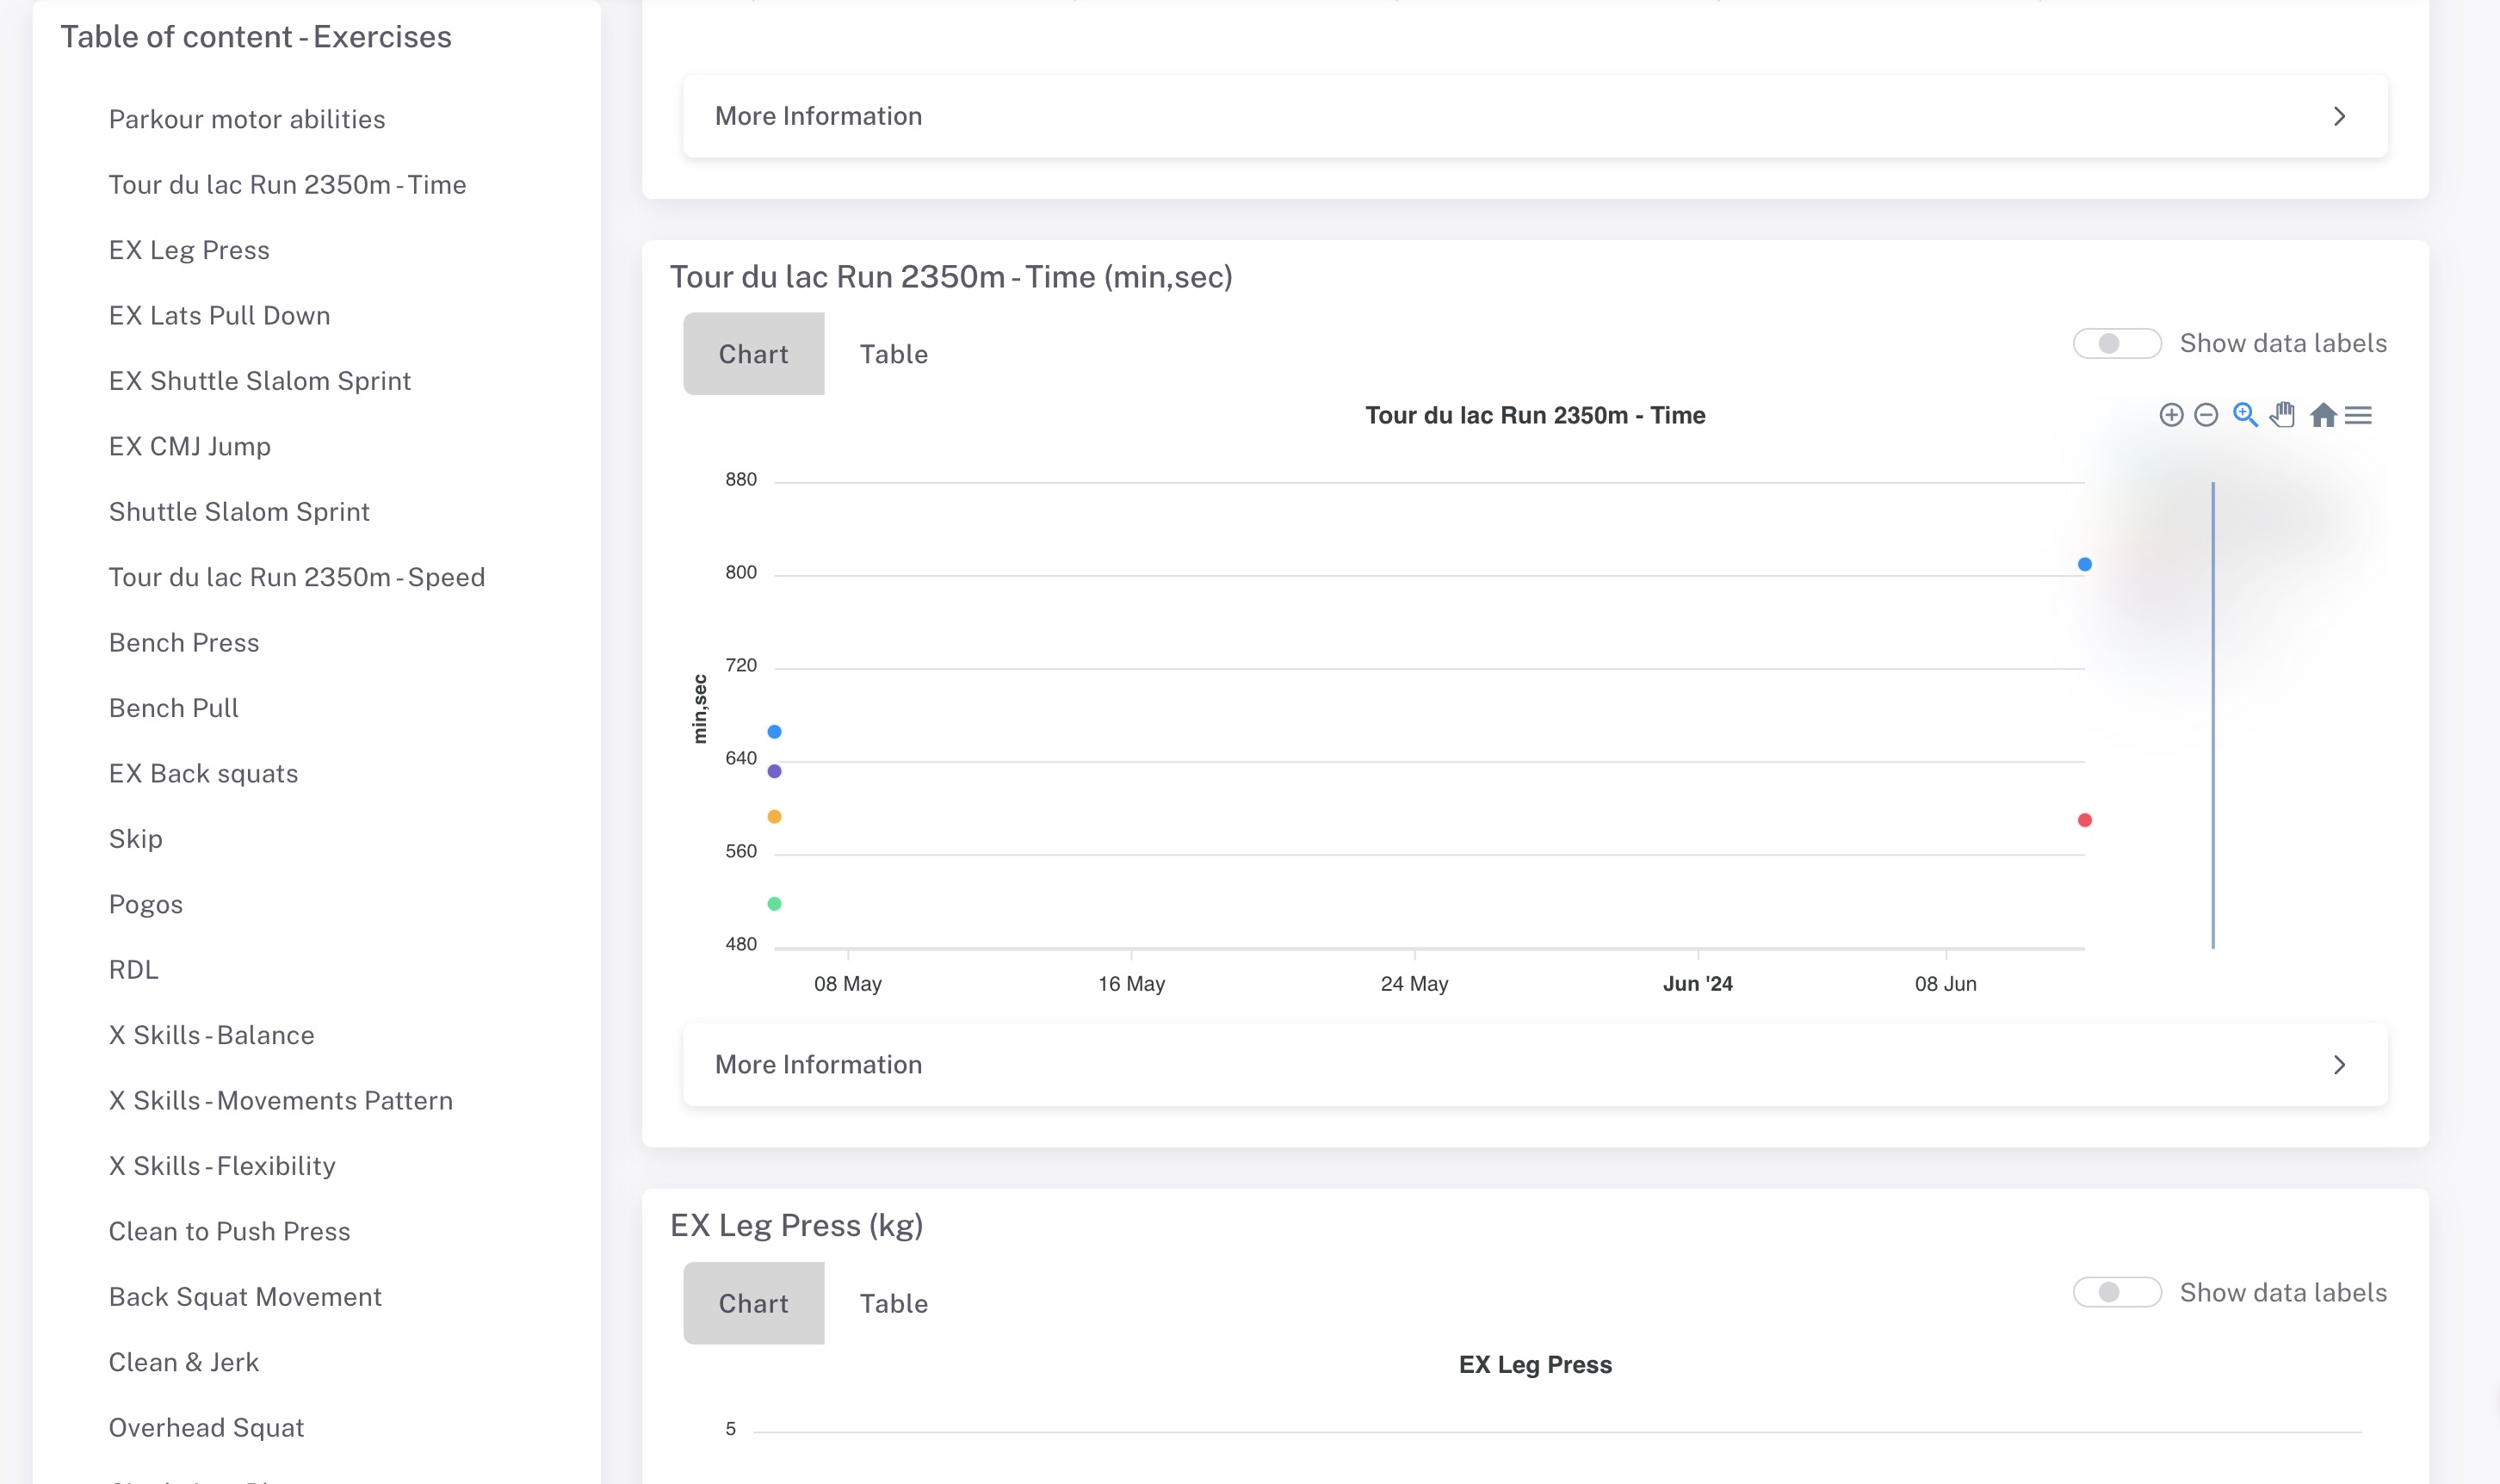 Table of content - Exercises
Parkour motor abilities
Tour du lac Run 2350m - Time
EX Leg Press
EX Lats Pull Down
EX Shuttle Slalom Sprint
EX CMJ Jump
Shuttle Slalom Sprint
Tour du lac Run 2350m - Speed
Bench Press
Bench Pull
EX Back squats
Skip
Pogos
RDL
X Skills - Balance
X Skills - Movements Pattern
X Skills - Flexibility
Clean to Push Press
Back Squat Movement
Clean & Jerk
Overhead Squat
More Information
Tour du lac Run 2350m - Time (min,sec)
Chart Table
Show data labels
Tour du lac Run 2350m - Time
880
800
720
640
560
480
min,sec
08 May 16 May 24 May Jun '24 08 Jun
More Information
EX Leg Press (kg)
Chart Table
Show data labels
EX Leg Press
5